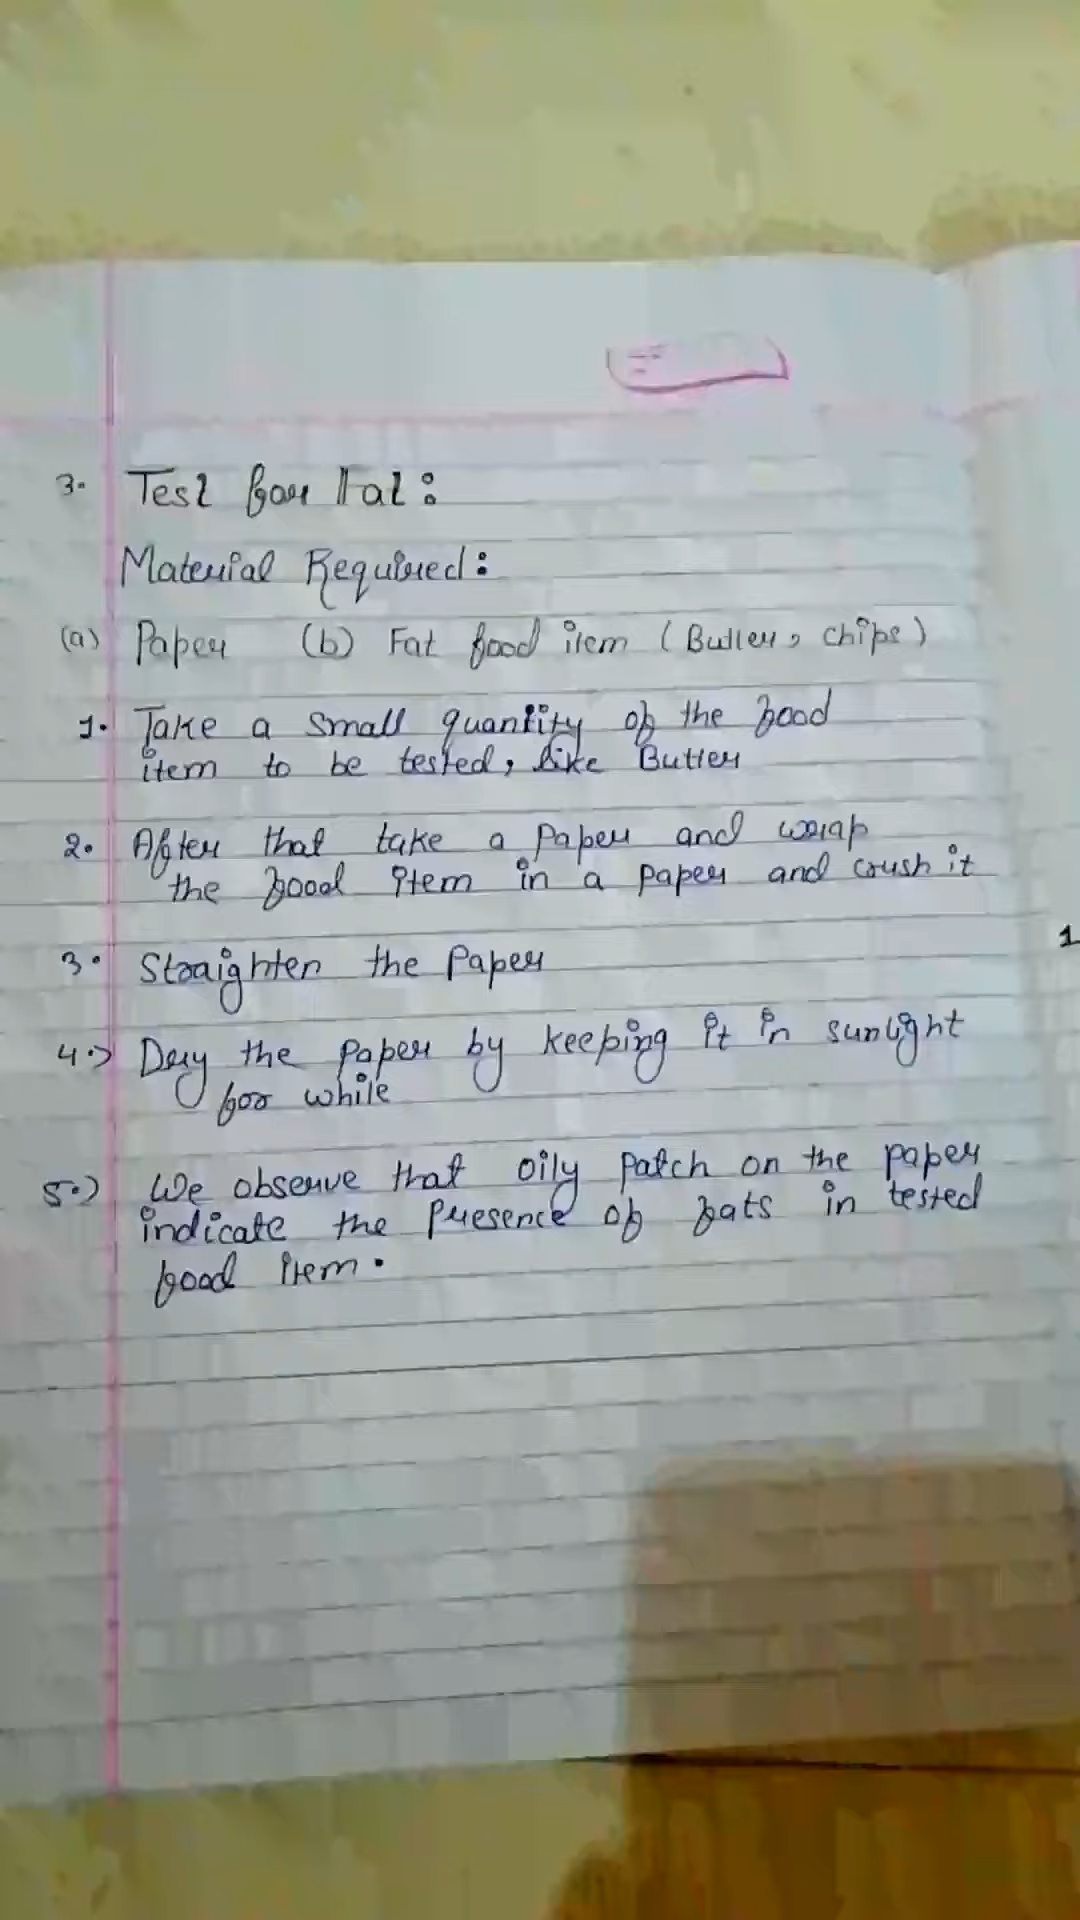 3. Test for Fat:
Material Required:
(a) Paper (b) Fat food item (Butter, chips)
1. Take a small quantity of the food
item to be tested, like Butter
2. After that take a Paper and wrap
the food item in a paper and crush it
3. Straighten the Paper
4.) Dry the paper by keeping it in sunlight
for while
5.) We observe that oily patch on the paper
indicate the Presence of fats in tested
food item.
1